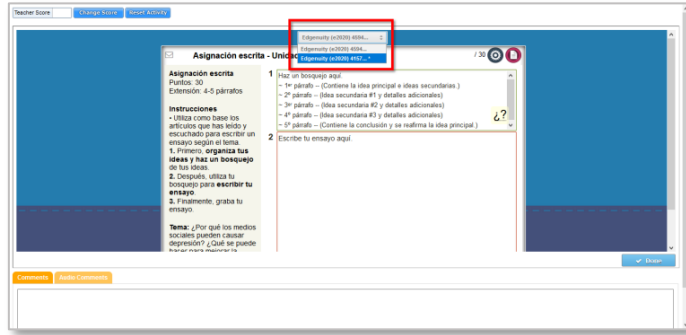 Teacher Score
Change Score
Reset Activity
Edgenuity (e2020) 4694...
Edgenuity (e2020) 4694...
Edgenuity (e2020) 4157... *
Asignación escrita - Unidad
/ 30
Asignación escrita
Puntos: 30
Extensión: 4-5 párrafos
Instrucciones
- Utiliza como base los
artículos que has leído y
escuchado para escribir un
ensayo según el tema.
1. Primero, organiza tus
ideas y haz un bosquejo
de tus ideas.
2. Después, utiliza tu
bosquejo para escribir tu
ensayo.
3. Finalmente, graba tu
ensayo.
Tema: ¿Por qué los medios
sociales pueden causar
depresión? ¿Qué se puede
hacer para mejorar la
1
Haz un bosquejo aquí.
~ 1er párrafo – (Contiene la idea principal e ideas secundarias.)
~ 2º párrafo – (Idea secundaria #1 y detalles adicionales)
~ 3er párrafo – (Idea secundaria #2 y detalles adicionales)
~ 4º párrafo – (Idea secundaria #3 y detalles adicionales)
~ 5º párrafo – (Contiene la conclusión y se reafirma la idea principal.)
¿?
2
Escribe tu ensayo aquí.
Done
Comments
Audio Comments